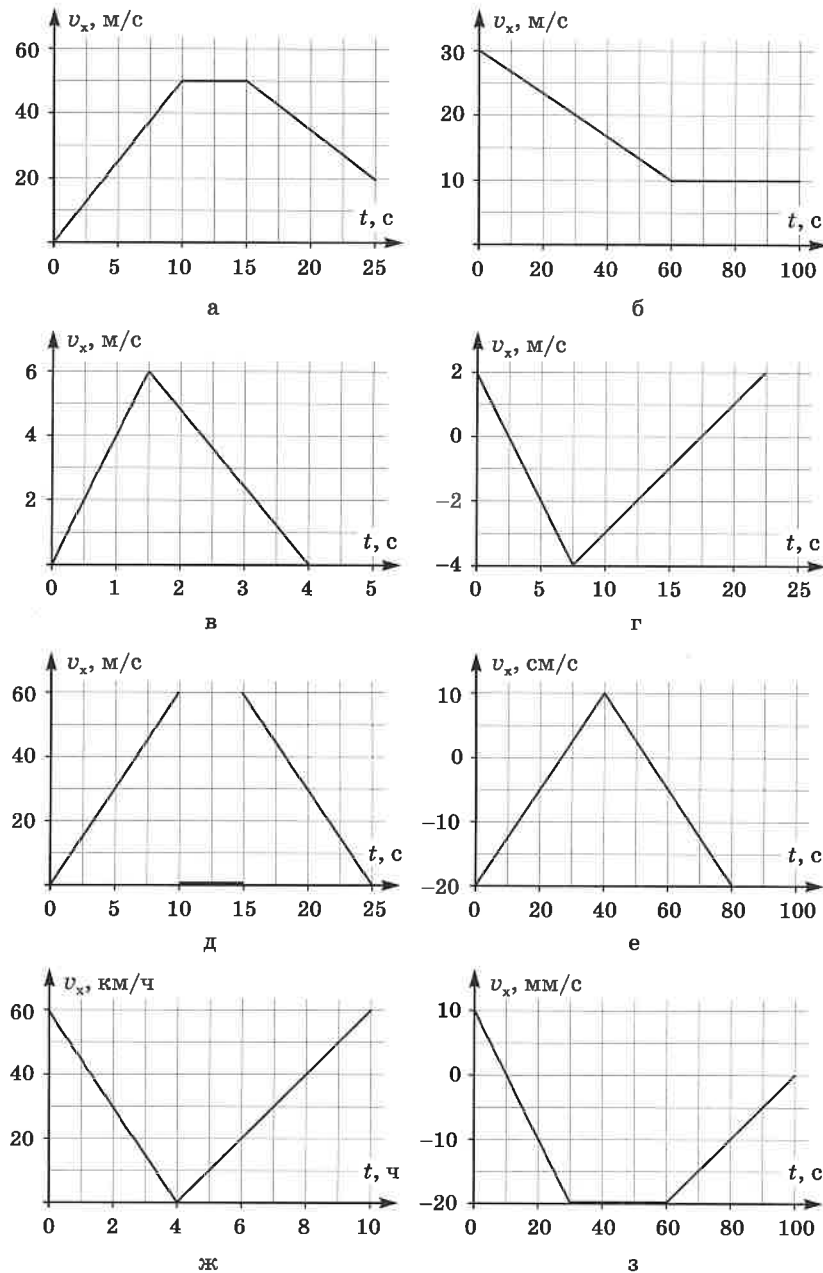 vₓ, м/с
60
40
20
t, с
0 5 10 15 20 25
а
vₓ, м/с
30
20
10
t, с
0 20 40 60 80 100
б
vₓ, м/с
6
4
2
t, с
0 1 2 3 4 5
в
vₓ, м/с
2
0
−2
t, с
−4
0 5 10 15 20 25
г
vₓ, м/с
60
40
20
t, с
0 5 10 15 20 25
д
vₓ, см/с
10
0
−10
t, с
−20
0 20 40 60 80 100
е
vₓ, км/ч
60
40
20
t, ч
0 2 4 6 8 10
ж
vₓ, мм/с
10
0
−10
t, с
−20
0 20 40 60 80 100
з